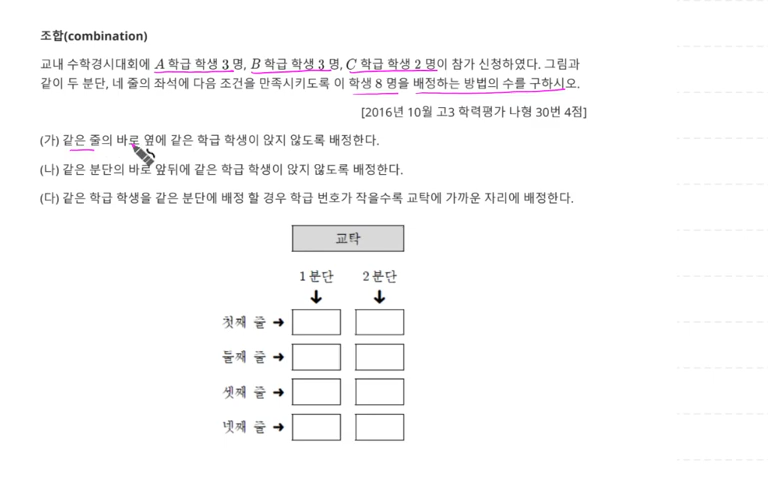 조합(combination)
교내 수학경시대회에 A 학급 학생 3 명, B 학급 학생 3 명, C 학급 학생 2 명이 참가 신청하였다. 그림과
같이 두 분단, 네 줄의 좌석에 다음 조건을 만족시키도록 이 학생 8 명을 배정하는 방법의 수를 구하시오.
[2016년 10월 고3 학력평가 나형 30번 4점]
(가) 같은 줄의 바로 옆에 같은 학급 학생이 앉지 않도록 배정한다.
(나) 같은 분단의 바로 앞뒤에 같은 학급 학생이 앉지 않도록 배정한다.
(다) 같은 학급 학생을 같은 분단에 배정 할 경우 학급 번호가 작을수록 교탁에 가까운 자리에 배정한다.
교탁
1 분단 2 분단
첫째 줄
둘째 줄
셋째 줄
넷째 줄